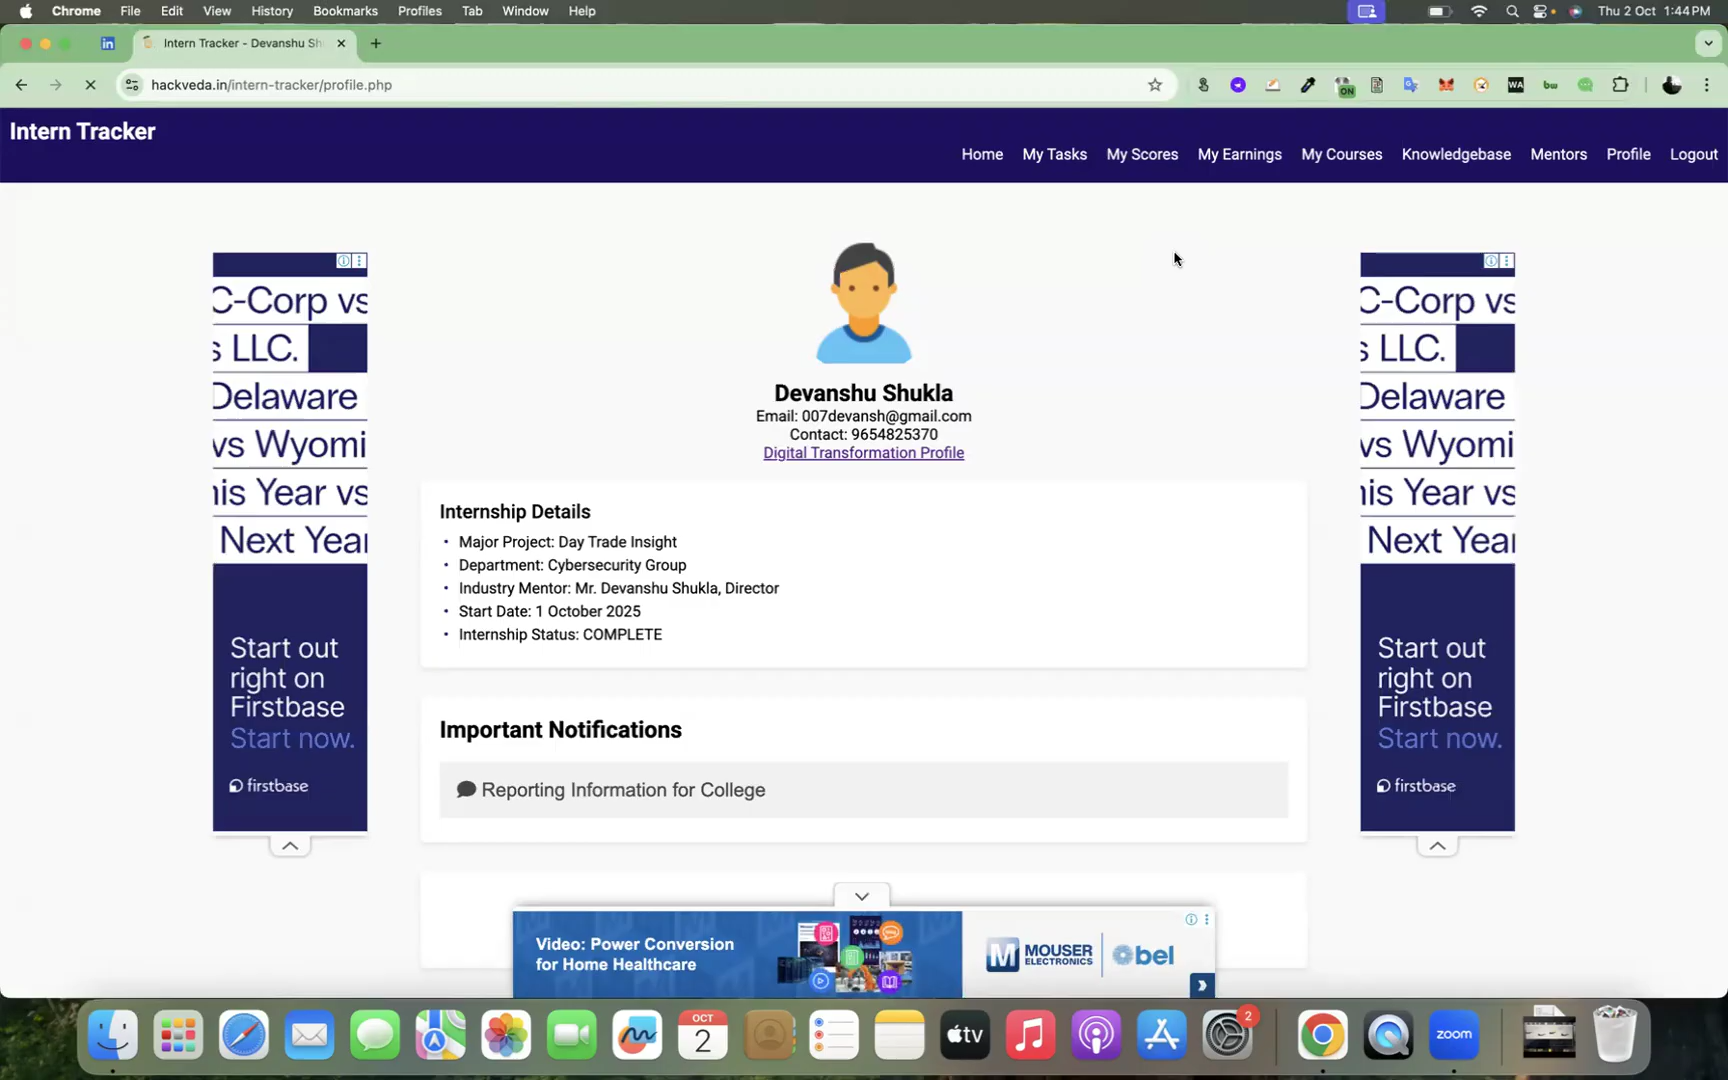 Chrome File Edit View History Bookmarks Profiles Tab Window Help
Thu 2 Oct 1:44 PM
Intern Tracker - Devanshu Sh
hackveda.in/intern-tracker/profile.php
ON
WA
bw
Intern Tracker
Home My Tasks My Scores My Earnings My Courses Knowledgebase Mentors Profile Logout
C-Corp vs
s LLC.
Delaware
vs Wyomi
his Year vs
Next Year
Start out
right on
Firstbase
Start now.
firstbase
Devanshu Shukla
Email: 007devansh@gmail.com
Contact: 9654825370
Digital Transformation Profile
Internship Details
• Major Project: Day Trade Insight
• Department: Cybersecurity Group
• Industry Mentor: Mr. Devanshu Shukla, Director
• Start Date: 1 October 2025
• Internship Status: COMPLETE
Important Notifications
Reporting Information for College
C-Corp vs
s LLC.
Delaware
vs Wyomi
his Year vs
Next Year
Start out
right on
Firstbase
Start now.
firstbase
Video: Power Conversion
for Home Healthcare
M MOUSER
ELECTRONICS
bel
OCT
2
tv
2
zoom